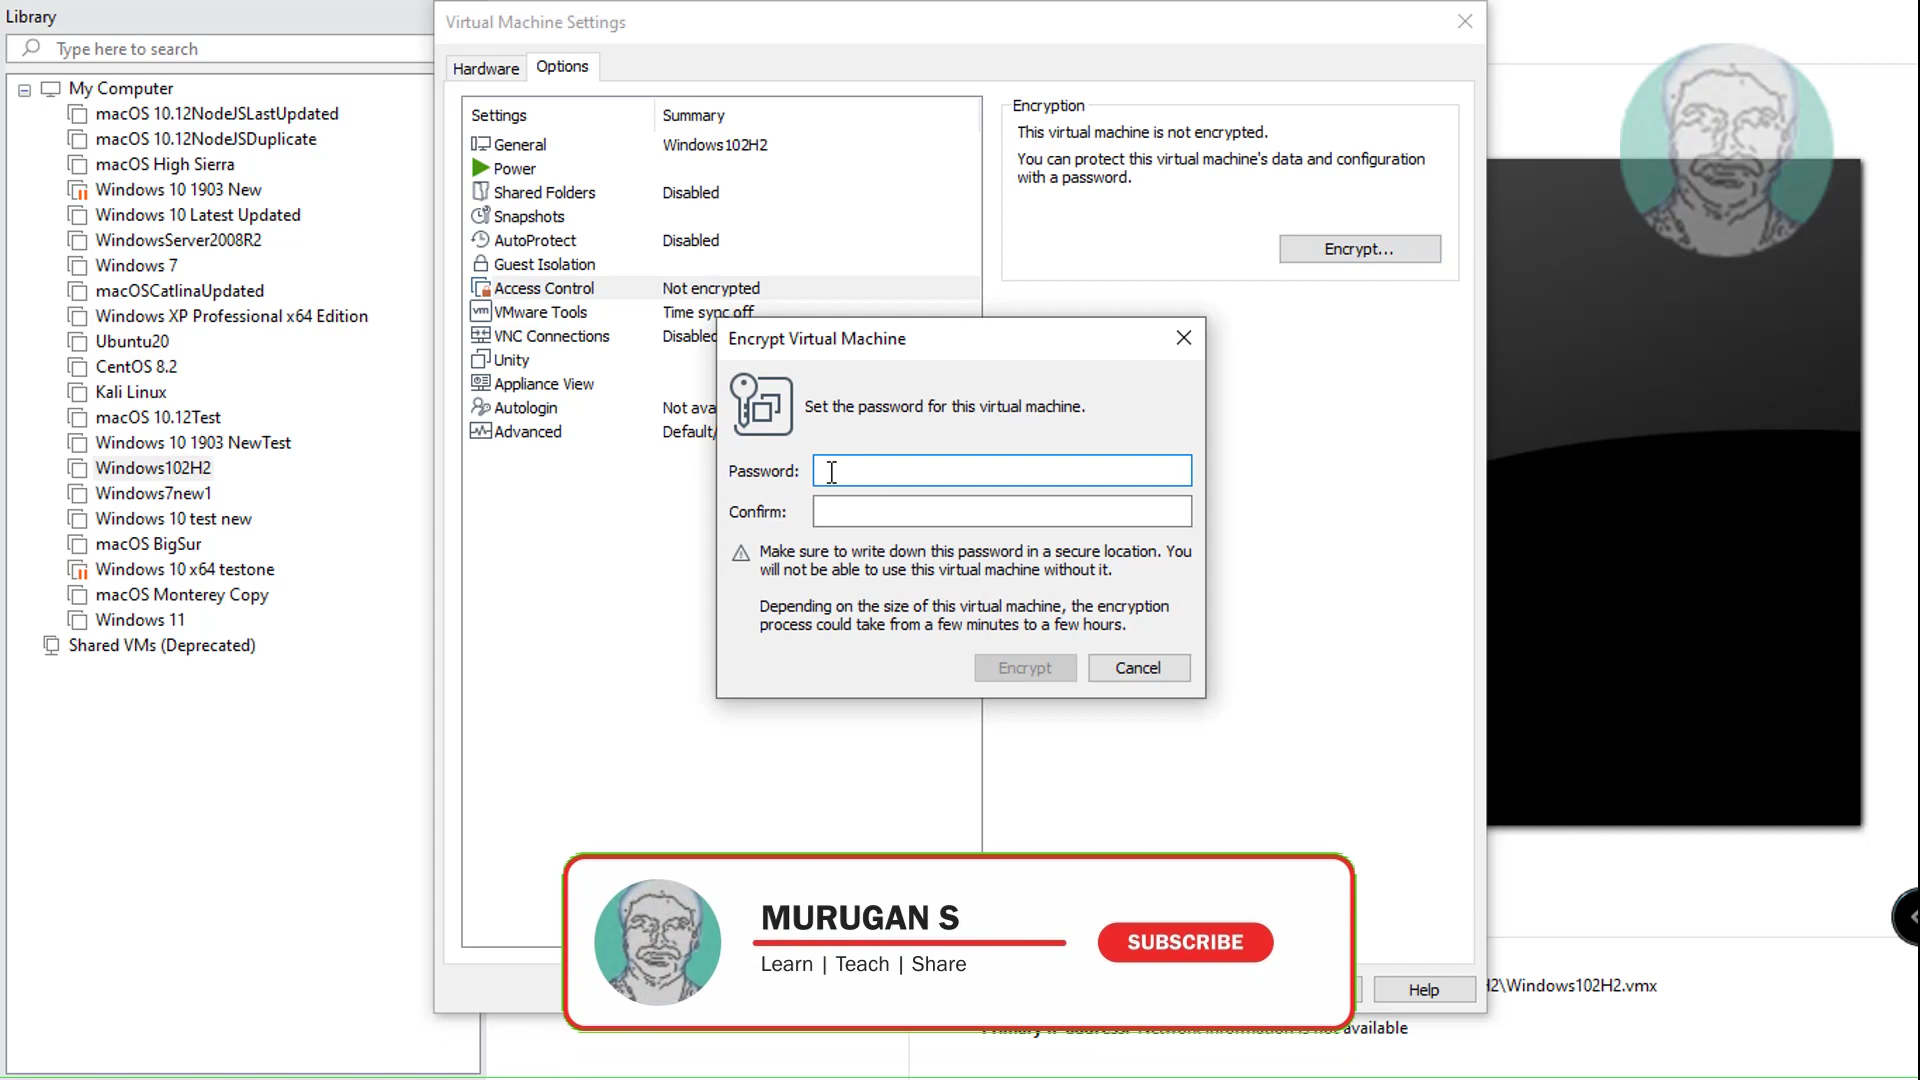 Library
Type here to search
My Computer
macOS 10.12NodeJSLastUpdated
macOS 10.12NodeJSDuplicate
macOS High Sierra
Windows 10 1903 New
Windows 10 Latest Updated
WindowsServer2008R2
Windows 7
macOSCatlinaUpdated
Windows XP Professional x64 Edition
Ubuntu20
CentOS 8.2
Kali Linux
macOS 10.12Test
Windows 10 1903 NewTest
Windows102H2
Windows7new1
Windows 10 test new
macOS BigSur
Windows 10 x64 testone
macOS Monterey Copy
Windows 11
Shared VMs (Deprecated)
Virtual Machine Settings
Hardware Options
Settings Summary
General Windows102H2
Power
Shared Folders Disabled
Snapshots
AutoProtect Disabled
Guest Isolation
Access Control Not encrypted
vm VMware Tools Time sync off
VNC Connections Disabled
Unity
Appliance View
Autologin Not ava
Advanced Default/
Encryption
This virtual machine is not encrypted.
You can protect this virtual machine's data and configuration
with a password.
Encrypt...
Encrypt Virtual Machine
Set the password for this virtual machine.
Password:
Confirm:
Make sure to write down this password in a secure location. You
will not be able to use this virtual machine without it.
Depending on the size of this virtual machine, the encryption
process could take from a few minutes to a few hours.
Encrypt Cancel
MURUGAN S
Learn | Teach | Share
SUBSCRIBE
Help
H2\Windows102H2.vmx
available